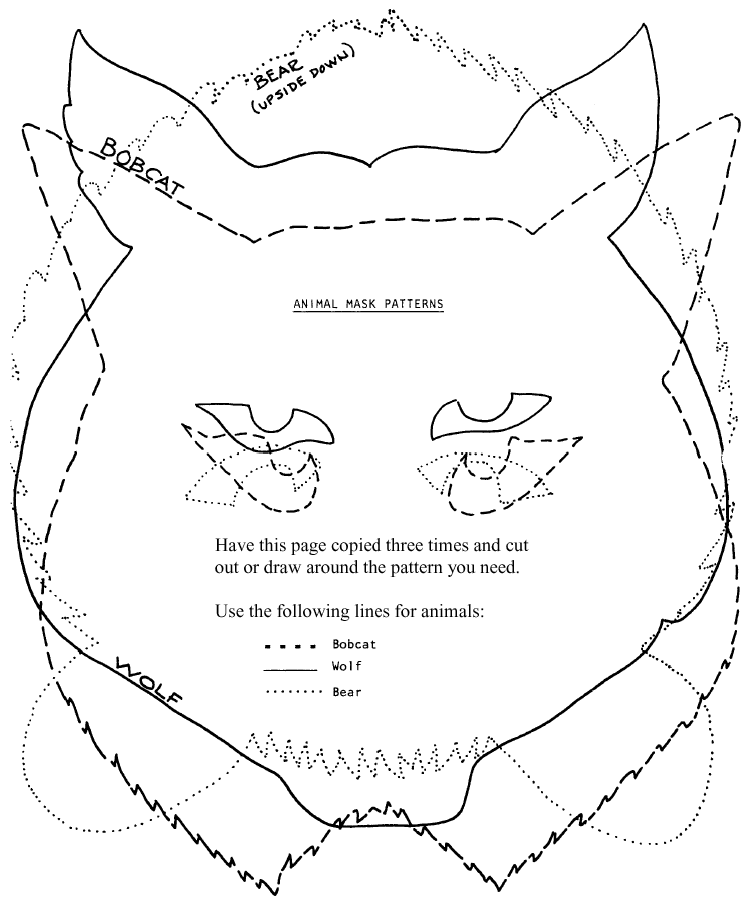 BEAR
(UPSIDE DOWN)
BOBCAT
ANIMAL MASK PATTERNS
Have this page copied three times and cut
out or draw around the pattern you need.
Use the following lines for animals:
Bobcat
Wolf
Bear
WOLF